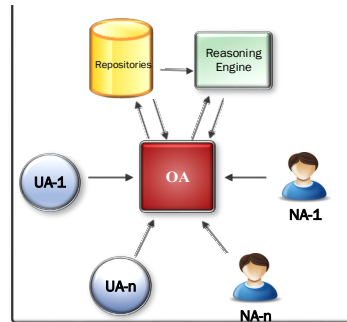 Repositories
Reasoning
Engine
UA-1
OA
NA-1
UA-n
NA-n